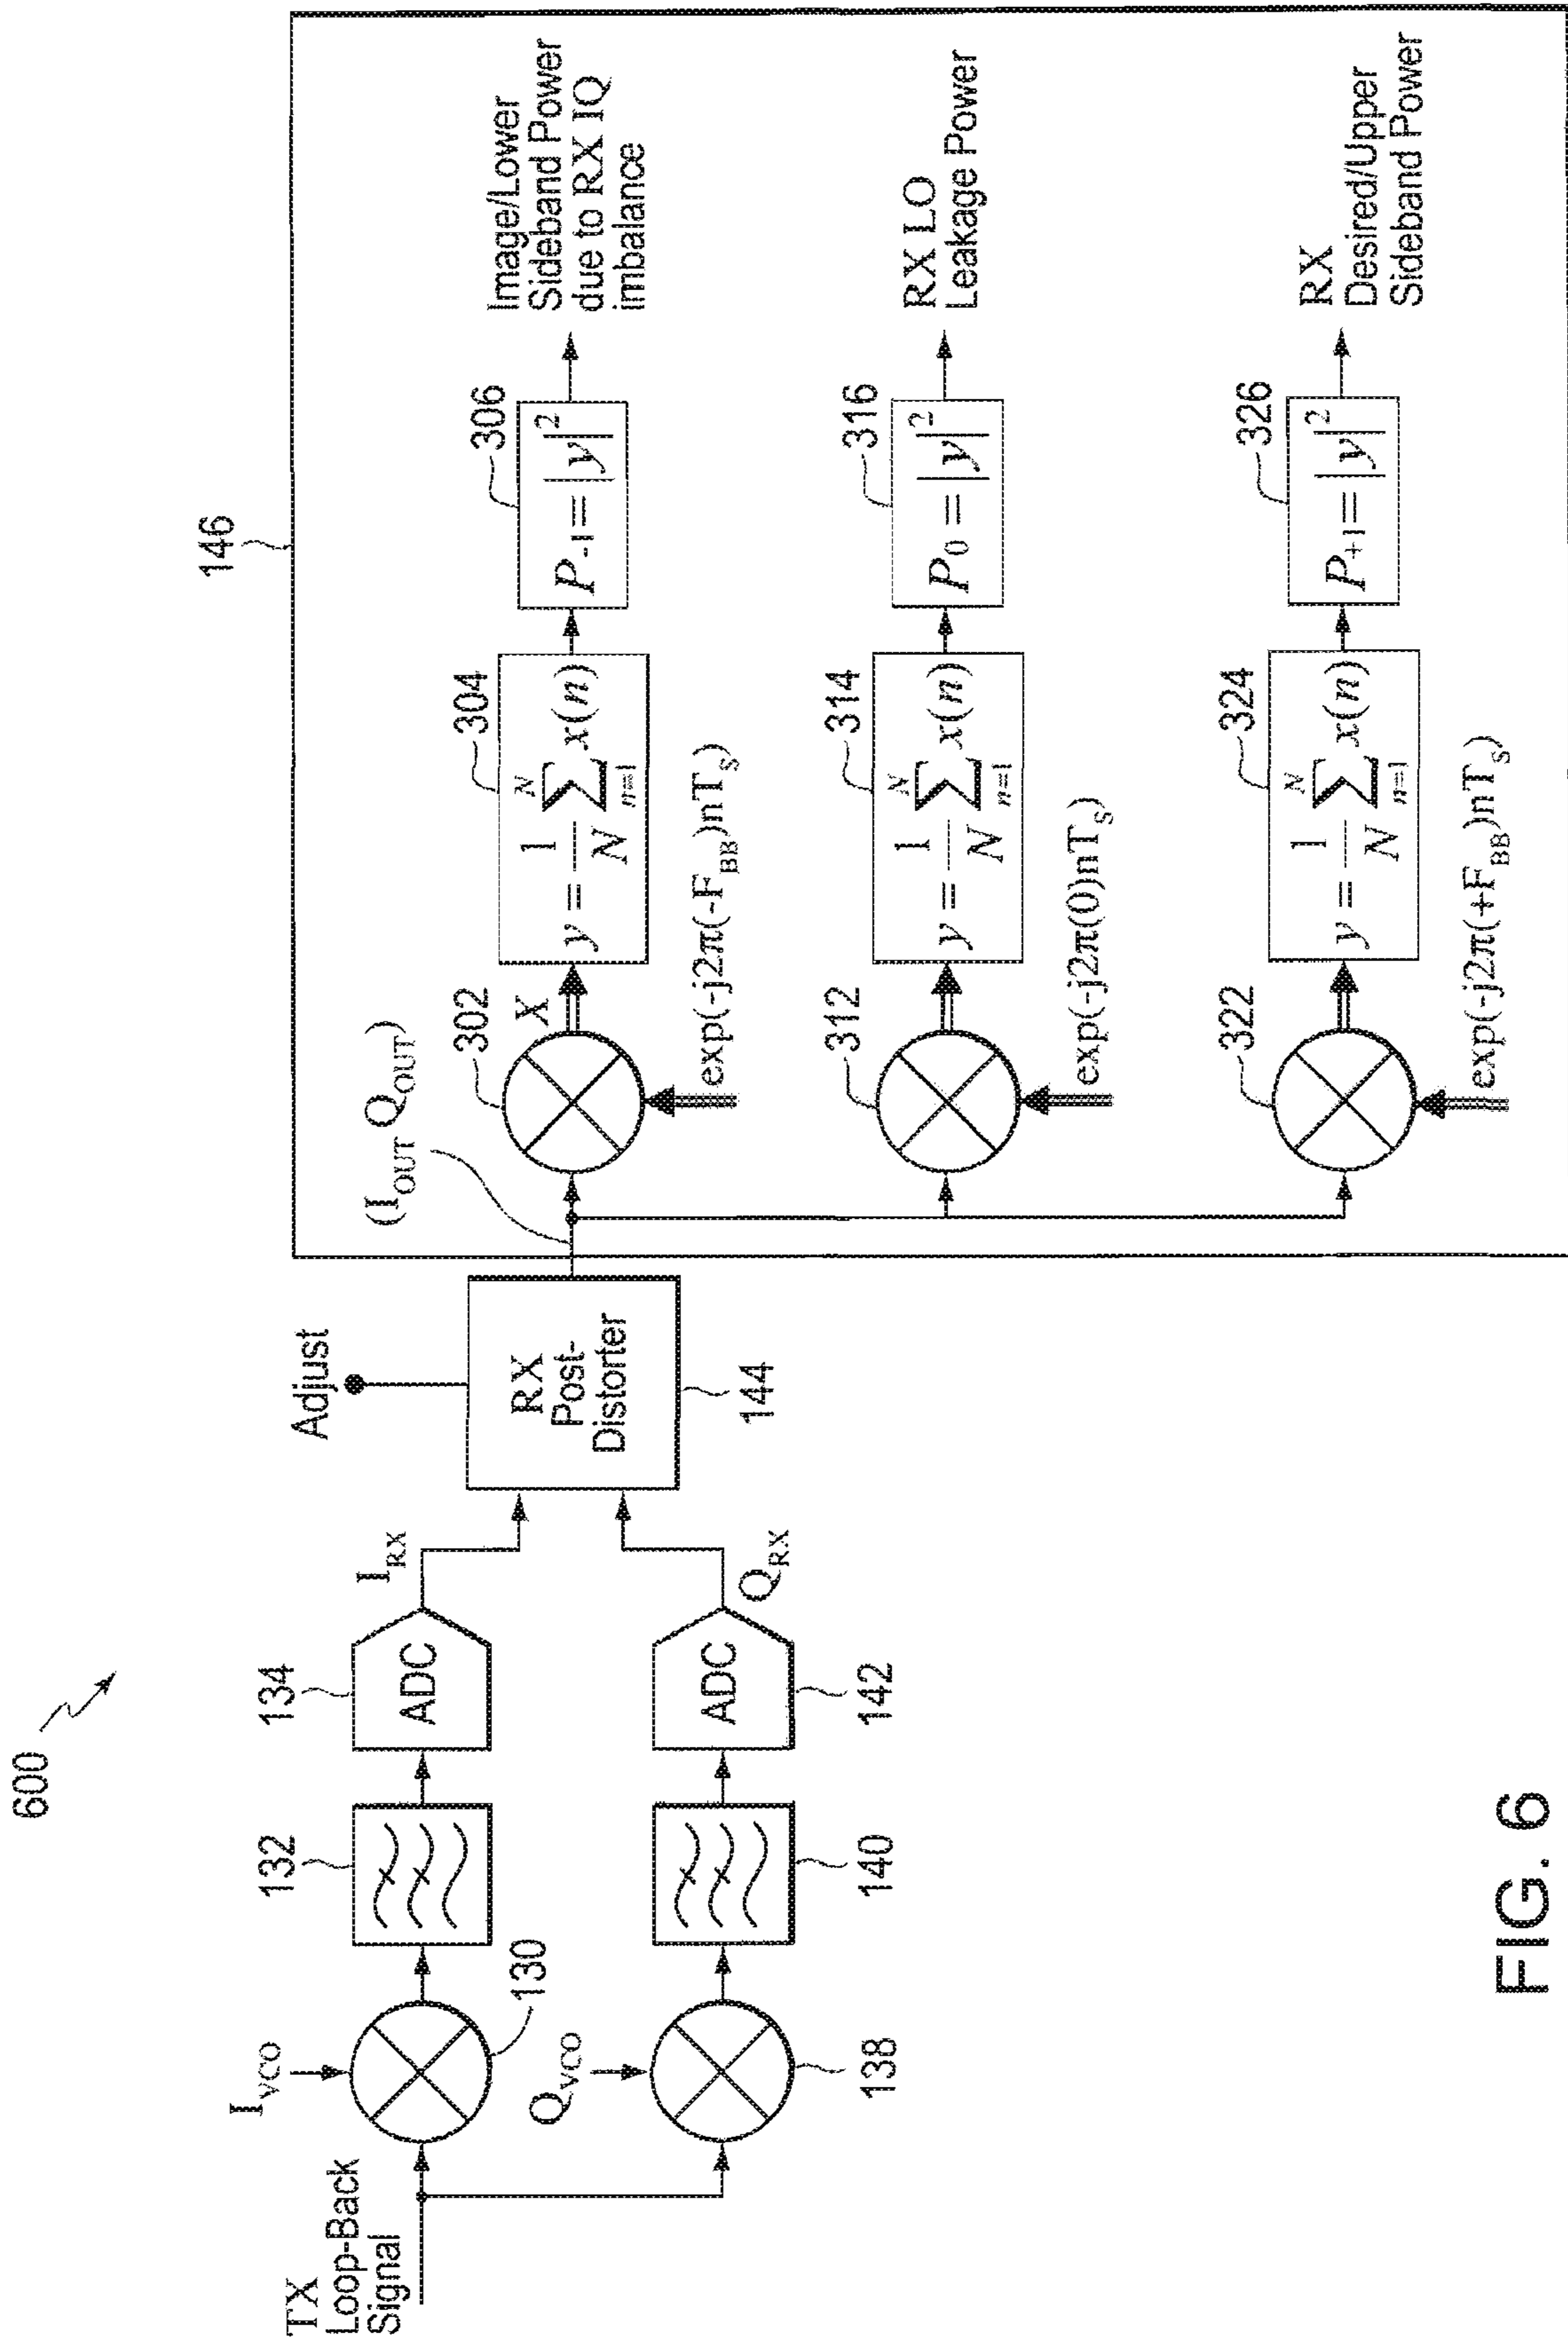 600
TX
Loop-Back
Signal
I_VCO
130
132
ADC
134
I_RX
Q_VCO
138
140
ADC
142
Q_RX
Adjust
RX
Post-
Distorter
144
146
(I_OUT Q_OUT)
302
X
exp(-j2π(-F_BB)nT_S)
304
y = 1/N ∑_{n=1}^{N} x(n)
306
P_-1 = |y|^2
Image/Lower
Sideband Power
due to RX IQ
imbalance
312
exp(-j2π(0)nT_S)
314
y = 1/N ∑_{n=1}^{N} x(n)
316
P_0 = |y|^2
RX LO
Leakage Power
322
exp(-j2π(+F_BB)nT_S)
324
y = 1/N ∑_{n=1}^{N} x(n)
326
P_+1 = |y|^2
RX
Desired/Upper
Sideband Power
FIG. 6